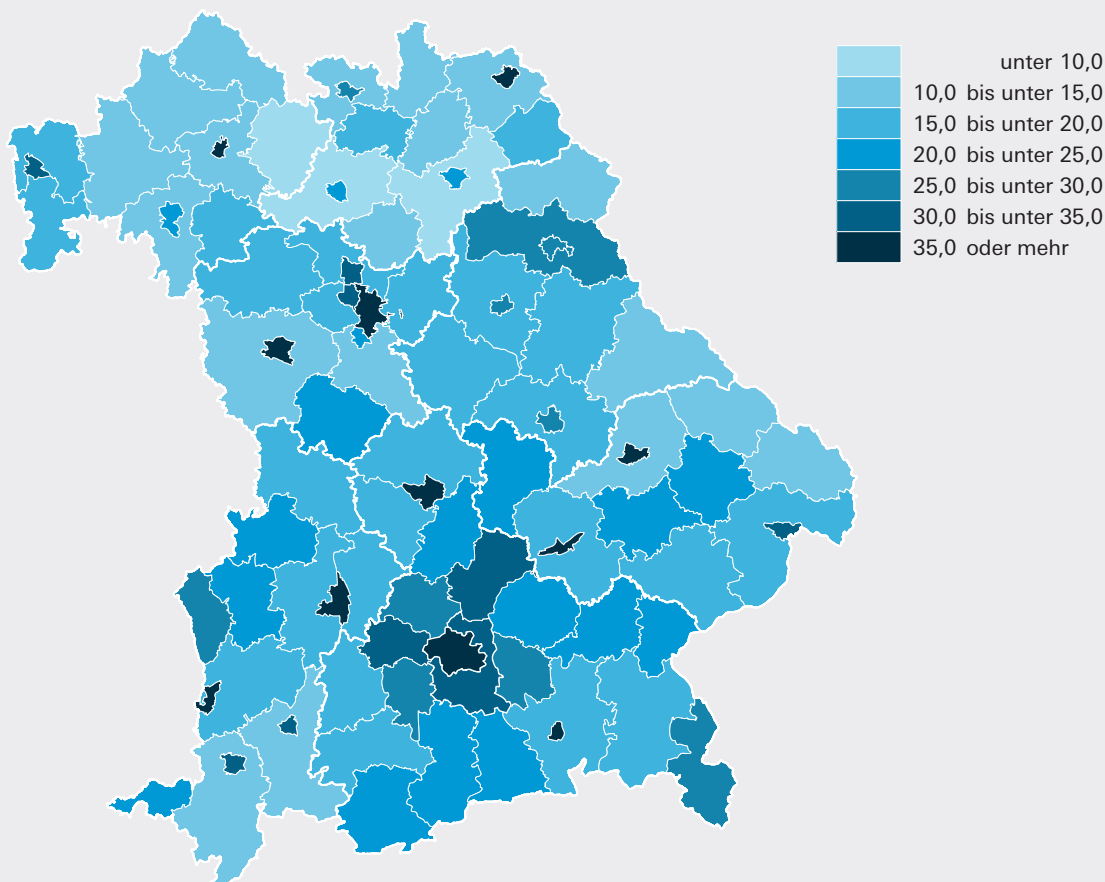 unter 10,0
10,0 bis unter 15,0
15,0 bis unter 20,0
20,0 bis unter 25,0
25,0 bis unter 30,0
30,0 bis unter 35,0
35,0 oder mehr